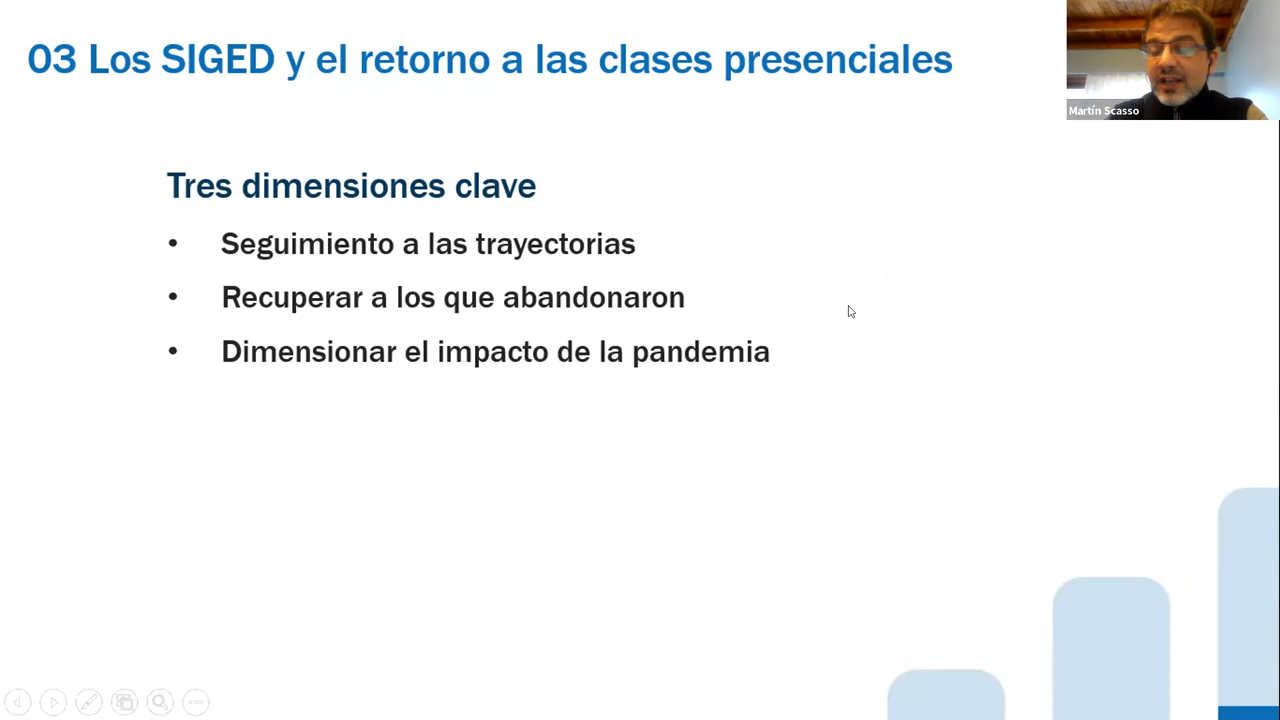 03 Los SIGED y el retorno a las clases presenciales
Martín Scasso
Tres dimensiones clave
• Seguimiento a las trayectorias
• Recuperar a los que abandonaron
• Dimensionar el impacto de la pandemia